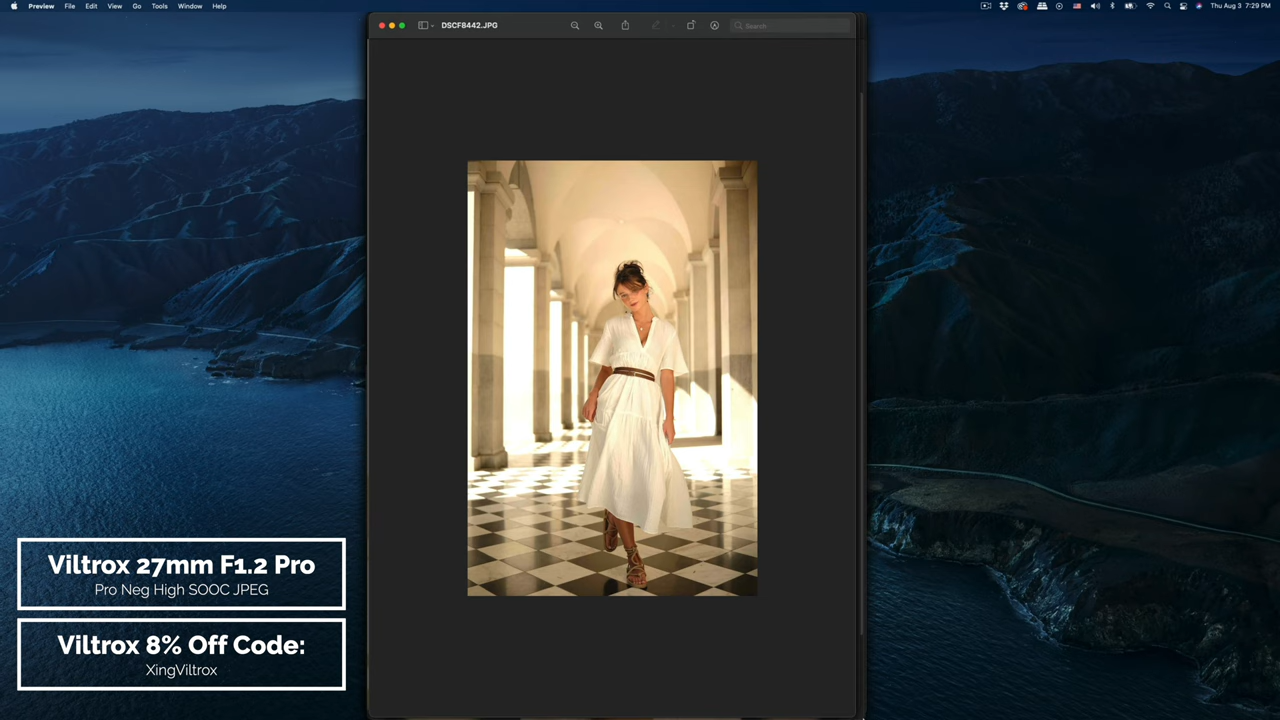 Preview File Edit View Go Tools Window Help
Thu Aug 3 7:29 PM
DSCF8442.JPG
Search
Viltrox 27mm F1.2 Pro
Pro Neg High SOOC JPEG
Viltrox 8% Off Code:
XingViltrox